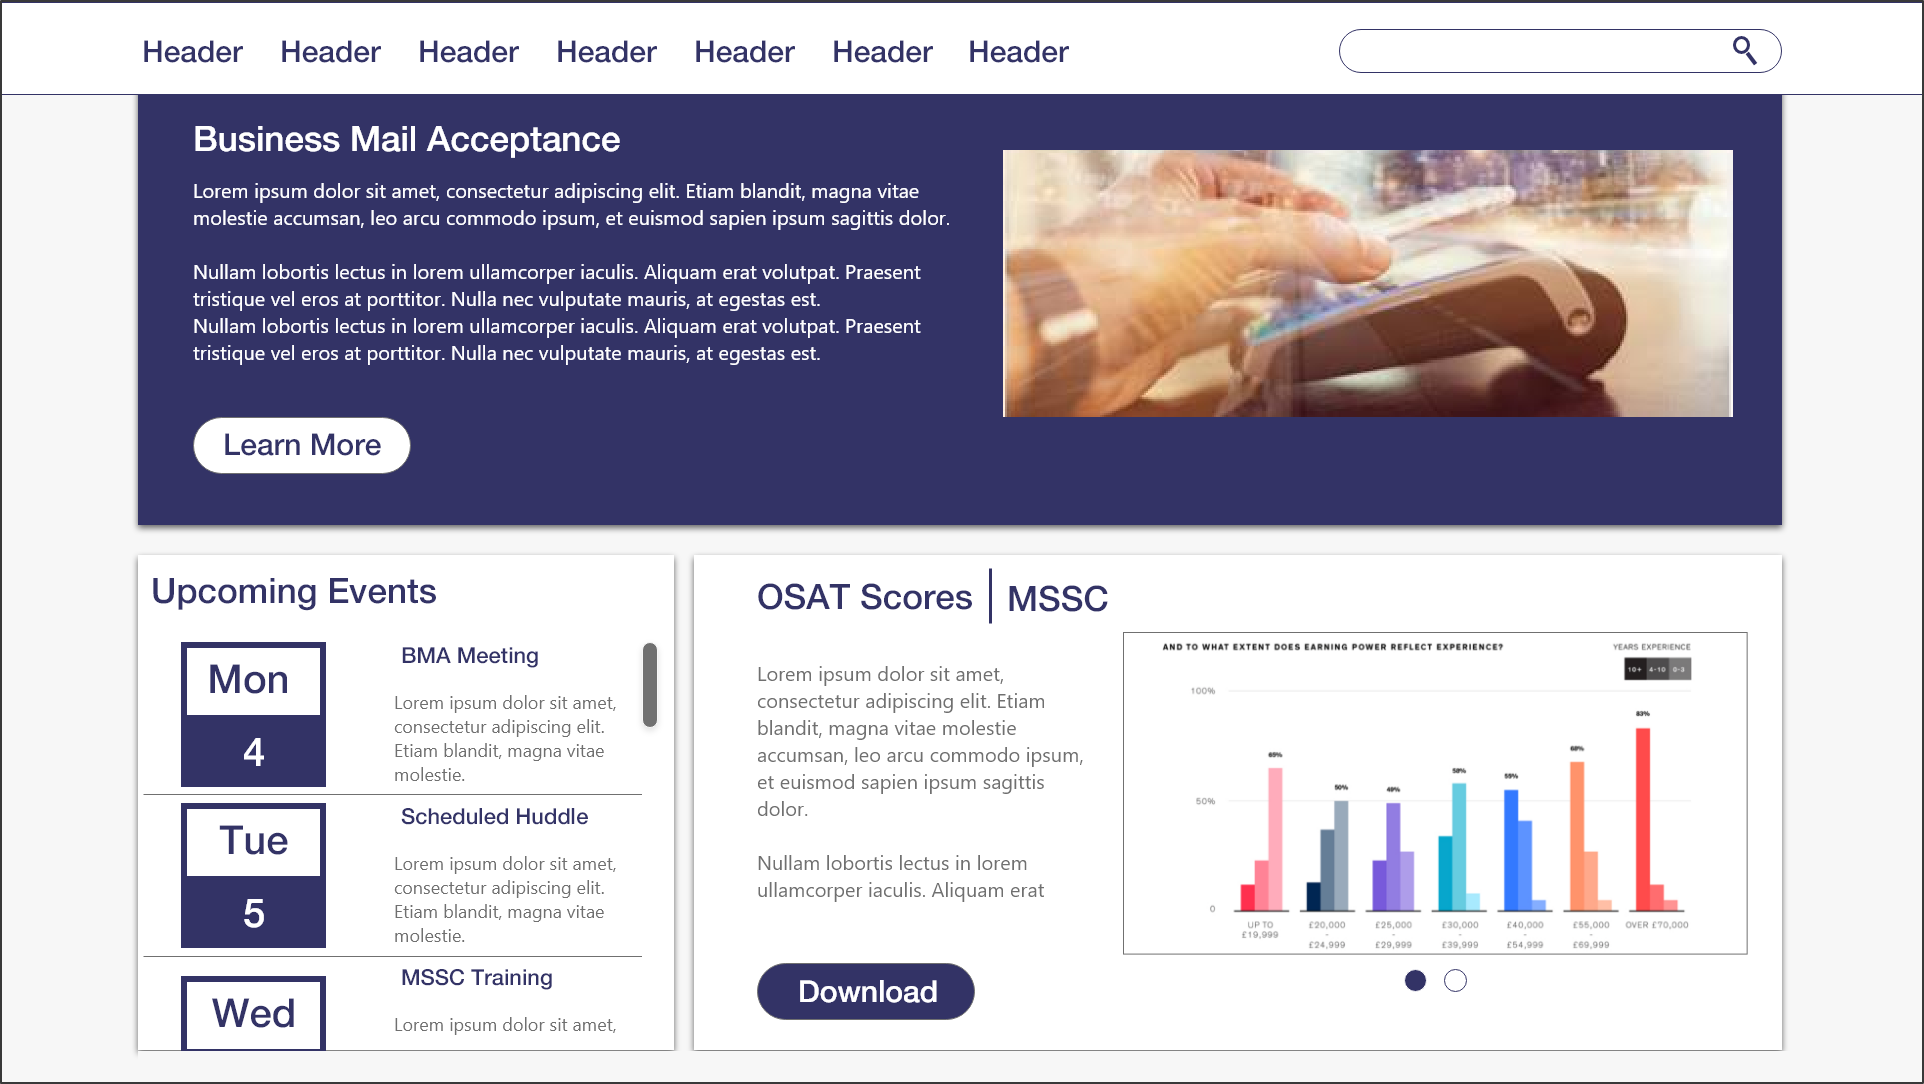 Header Header Header Header Header Header Header
Business Mail Acceptance
Lorem ipsum dolor sit amet, consectetur adipiscing elit. Etiam blandit, magna vitae
molestie accumsan, leo arcu commodo ipsum, et euismod sapien ipsum sagittis dolor.
Nullam lobortis lectus in lorem ullamcorper iaculis. Aliquam erat volutpat. Praesent
tristique vel eros at porttitor. Nulla nec vulputate mauris, at egestas est.
Nullam lobortis lectus in lorem ullamcorper iaculis. Aliquam erat volutpat. Praesent
tristique vel eros at porttitor. Nulla nec vulputate mauris, at egestas est.
Learn More
Upcoming Events
Mon
4
BMA Meeting
Lorem ipsum dolor sit amet,
consectetur adipiscing elit.
Etiam blandit, magna vitae
molestie.
Tue
5
Scheduled Huddle
Lorem ipsum dolor sit amet,
consectetur adipiscing elit.
Etiam blandit, magna vitae
molestie.
Wed
MSSC Training
Lorem ipsum dolor sit amet,
OSAT Scores
MSSC
Lorem ipsum dolor sit amet,
consectetur adipiscing elit. Etiam
blandit, magna vitae molestie
accumsan, leo arcu commodo ipsum,
et euismod sapien ipsum sagittis
dolor.
Nullam lobortis lectus in lorem
ullamcorper iaculis. Aliquam erat
Download
AND TO WHAT EXTENT DOES EARNING POWER REFLECT EXPERIENCE?
YEARS EXPERIENCE
10+ 4-10 0-3
100%
50%
0
65%
50%
49%
58%
55%
68%
83%
UP TO
£19,999
£20,000
-
£24,999
£25,000
-
£29,999
£30,000
-
£39,999
£40,000
-
£54,999
£55,000
-
£69,999
OVER £70,000